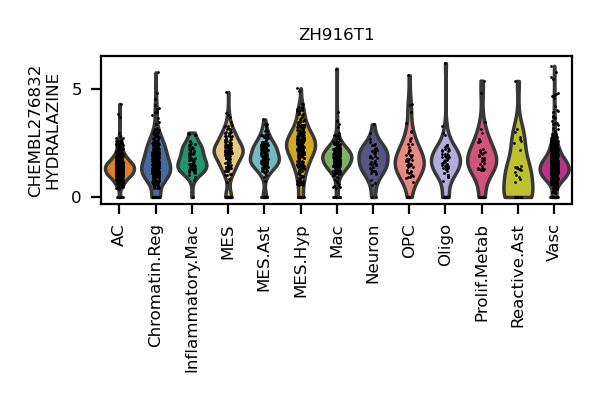 ZH916T1
CHEMBL276832
HYDRALAZINE
5
0
AC
Chromatin.Reg
Inflammatory.Mac
MES
MES.Ast
MES.Hyp
Mac
Neuron
OPC
Oligo
Prolif.Metab
Reactive.Ast
Vasc